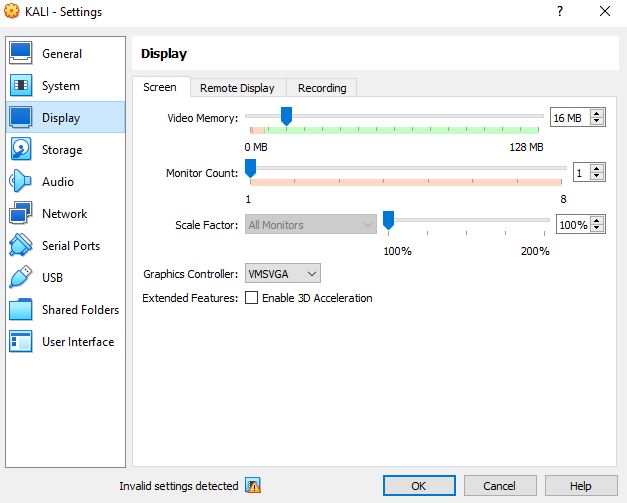 KALI - Settings
General
System
Display
Storage
Audio
Network
Serial Ports
USB
Shared Folders
User Interface
Display
Screen Remote Display Recording
Video Memory: 16 MB
0 MB 128 MB
Monitor Count: 1
1 8
Scale Factor: All Monitors 100%
100% 200%
Graphics Controller: VMSVGA
Extended Features: Enable 3D Acceleration
Invalid settings detected OK Cancel Help